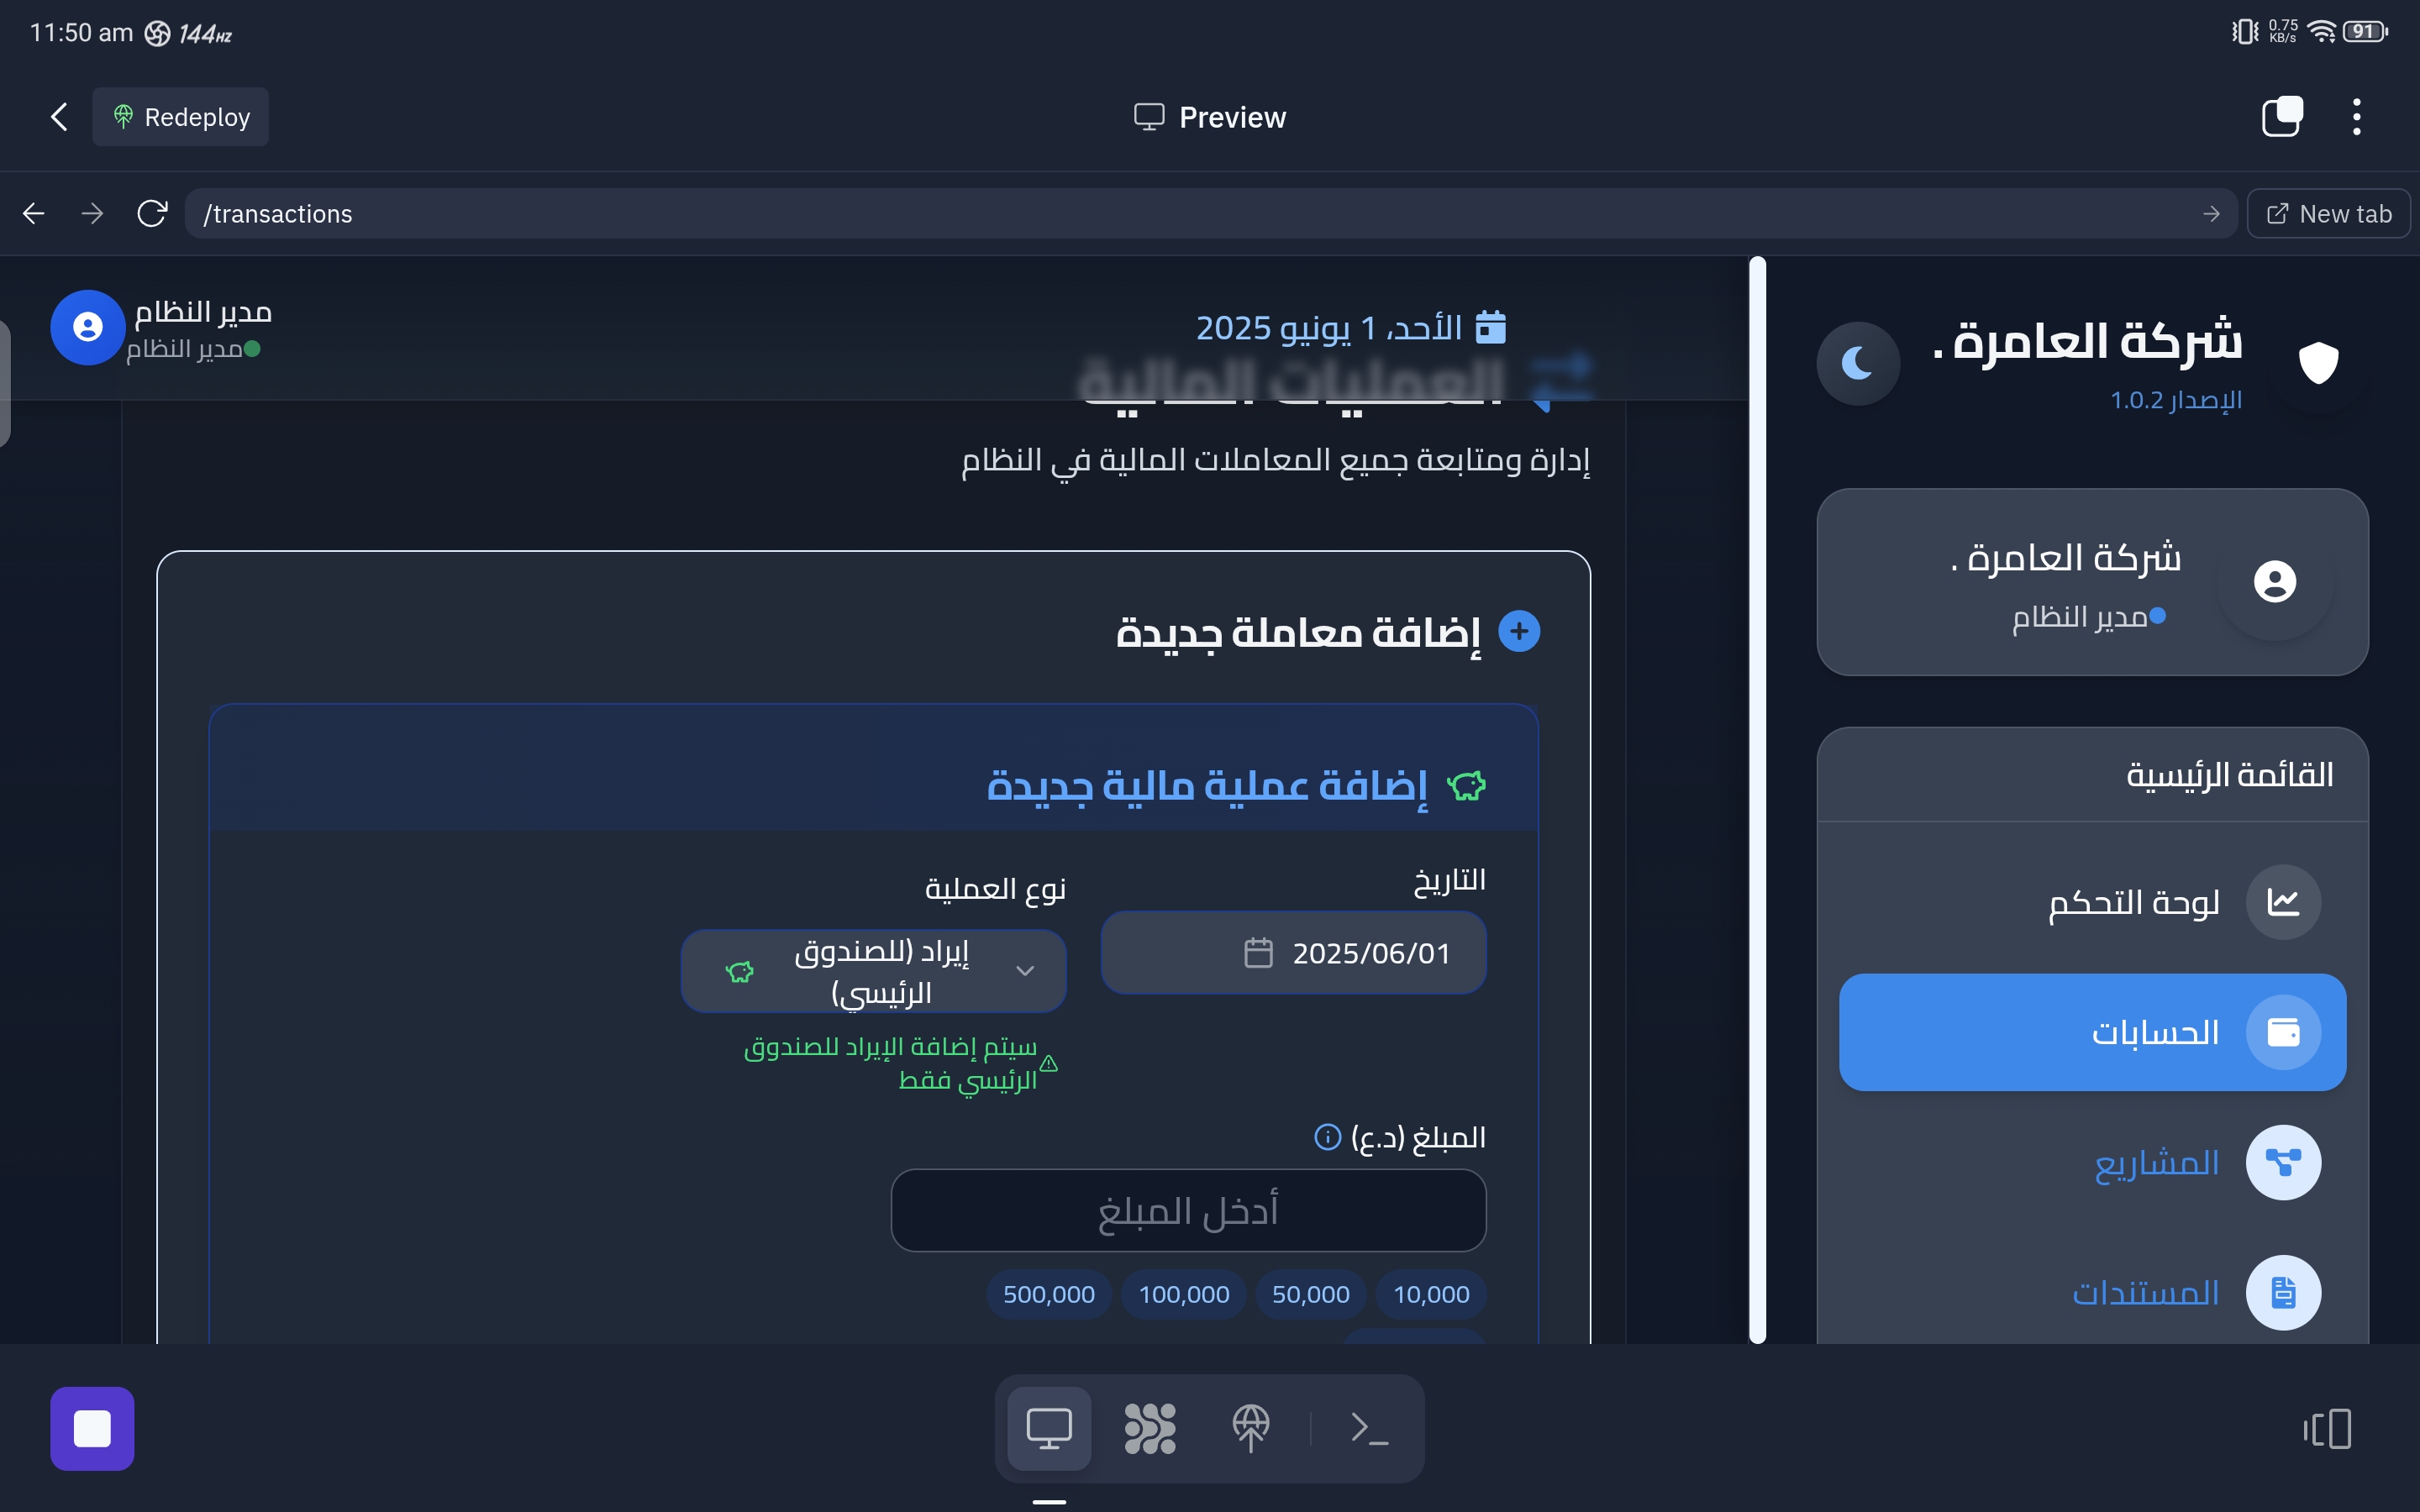 11:50 am 144HZ
0.75 KB/s 91
Redeploy
Preview
/transactions
New tab
شركة العامرة .
الإصدار 1.0.2
شركة العامرة .
مدير النظام
القائمة الرئيسية
لوحة التحكم
الحسابات
المشاريع
المستندات
الأحد، 1 يونيو 2025
مدير النظام
مدير النظام
العمليات المالية
إدارة ومتابعة جميع المعاملات المالية في النظام
إضافة معاملة جديدة
إضافة عملية مالية جديدة
التاريخ
2025/06/01
نوع العملية
إيراد (للصندوق
الرئيسي)
سيتم إضافة الإيراد للصندوق
الرئيسي فقط
المبلغ (د.ع)
أدخل المبلغ
10,000
50,000
100,000
500,000